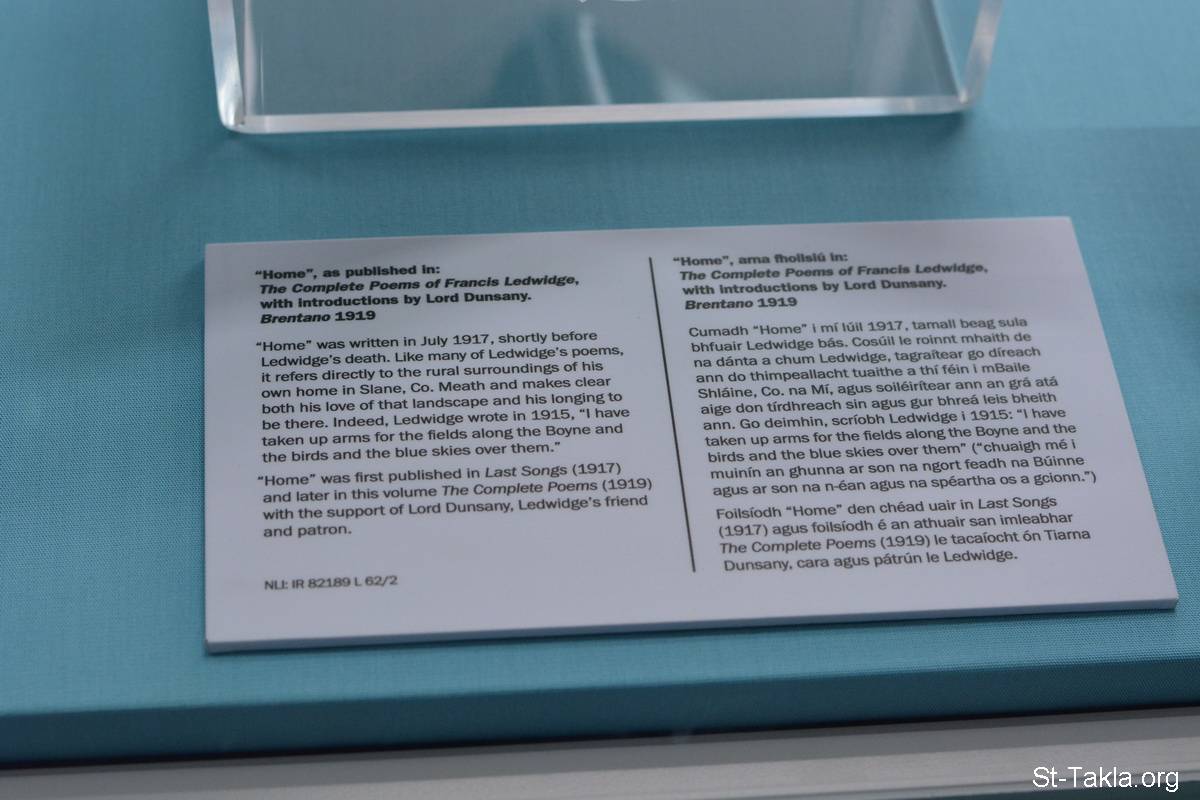 “Home”, as published in:
The Complete Poems of Francis Ledwidge,
with introductions by Lord Dunsany.
Brentano 1919
“Home” was written in July 1917, shortly before
Ledwidge’s death. Like many of Ledwidge’s poems,
it refers directly to the rural surroundings of his
own home in Slane, Co. Meath and makes clear
both his love of that landscape and his longing to
be there. Indeed, Ledwidge wrote in 1915, “I have
taken up arms for the fields along the Boyne and
the birds and the blue skies over them.”
“Home” was first published in Last Songs (1917)
and later in this volume The Complete Poems (1919)
with the support of Lord Dunsany, Ledwidge’s friend
and patron.
NLI: IR 82189 L 62/2
“Home”, arna fhoilsiú in:
The Complete Poems of Francis Ledwidge,
with introductions by Lord Dunsany.
Brentano 1919
Cumadh “Home” i mí Iúil 1917, tamall beag sula
bhfuair Ledwidge bás. Cosúil le roinnt mhaith de
na dánta a chum Ledwidge, tagraítear go díreach
ann do thimpeallacht tuaithe a thí féin i mBaile
Shláine, Co. na Mí, agus soiléirítear ann an grá atá
aige don tírdhreach sin agus gur bhreá leis bheith
ann. Go deimhin, scríobh Ledwidge i 1915: “I have
taken up arms for the fields along the Boyne and the
birds and the blue skies over them” (“chuaigh mé i
muinín an ghunna ar son na ngort feadh na Búinne
agus ar son na n-éan agus na spéartha os a gcionn.”)
Foilsíodh “Home” den chéad uair in Last Songs
(1917) agus foilsíodh é an athuair san imleabhar
The Complete Poems (1919) le tacaíocht ón Tiarna
Dunsany, cara agus pátrún le Ledwidge.
St-Takla.org